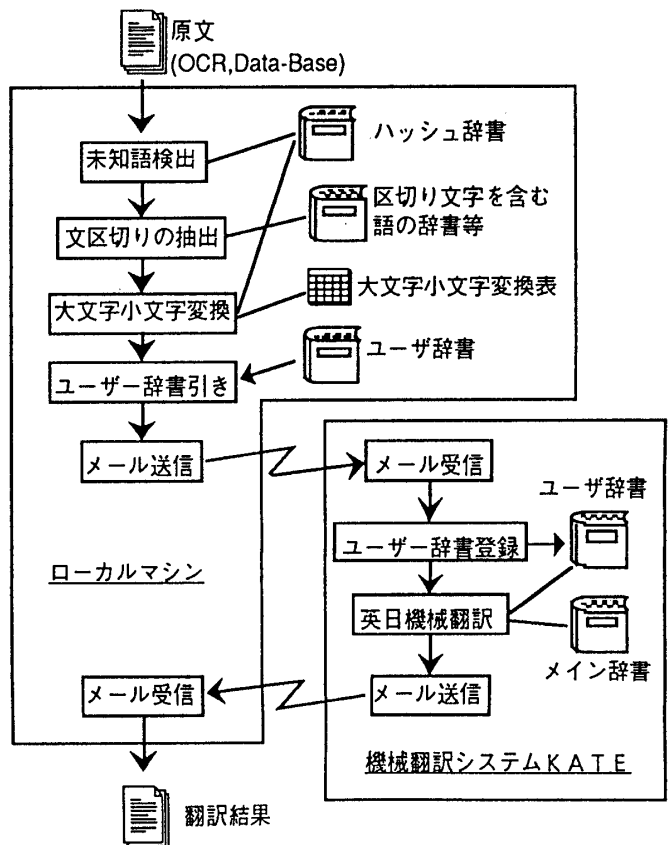 原文
(OCR,Data-Base)
未知語検出
ハッシュ辞書
文区切りの抽出
区切り文字を含む
語の辞書等
大文字小文字変換
大文字小文字変換表
ユーザー辞書引き
ユーザ辞書
メール送信
メール受信
ユーザ辞書
ユーザー辞書登録
ローカルマシン
英日機械翻訳
メイン辞書
メール受信
メール送信
機械翻訳システムKATE
翻訳結果